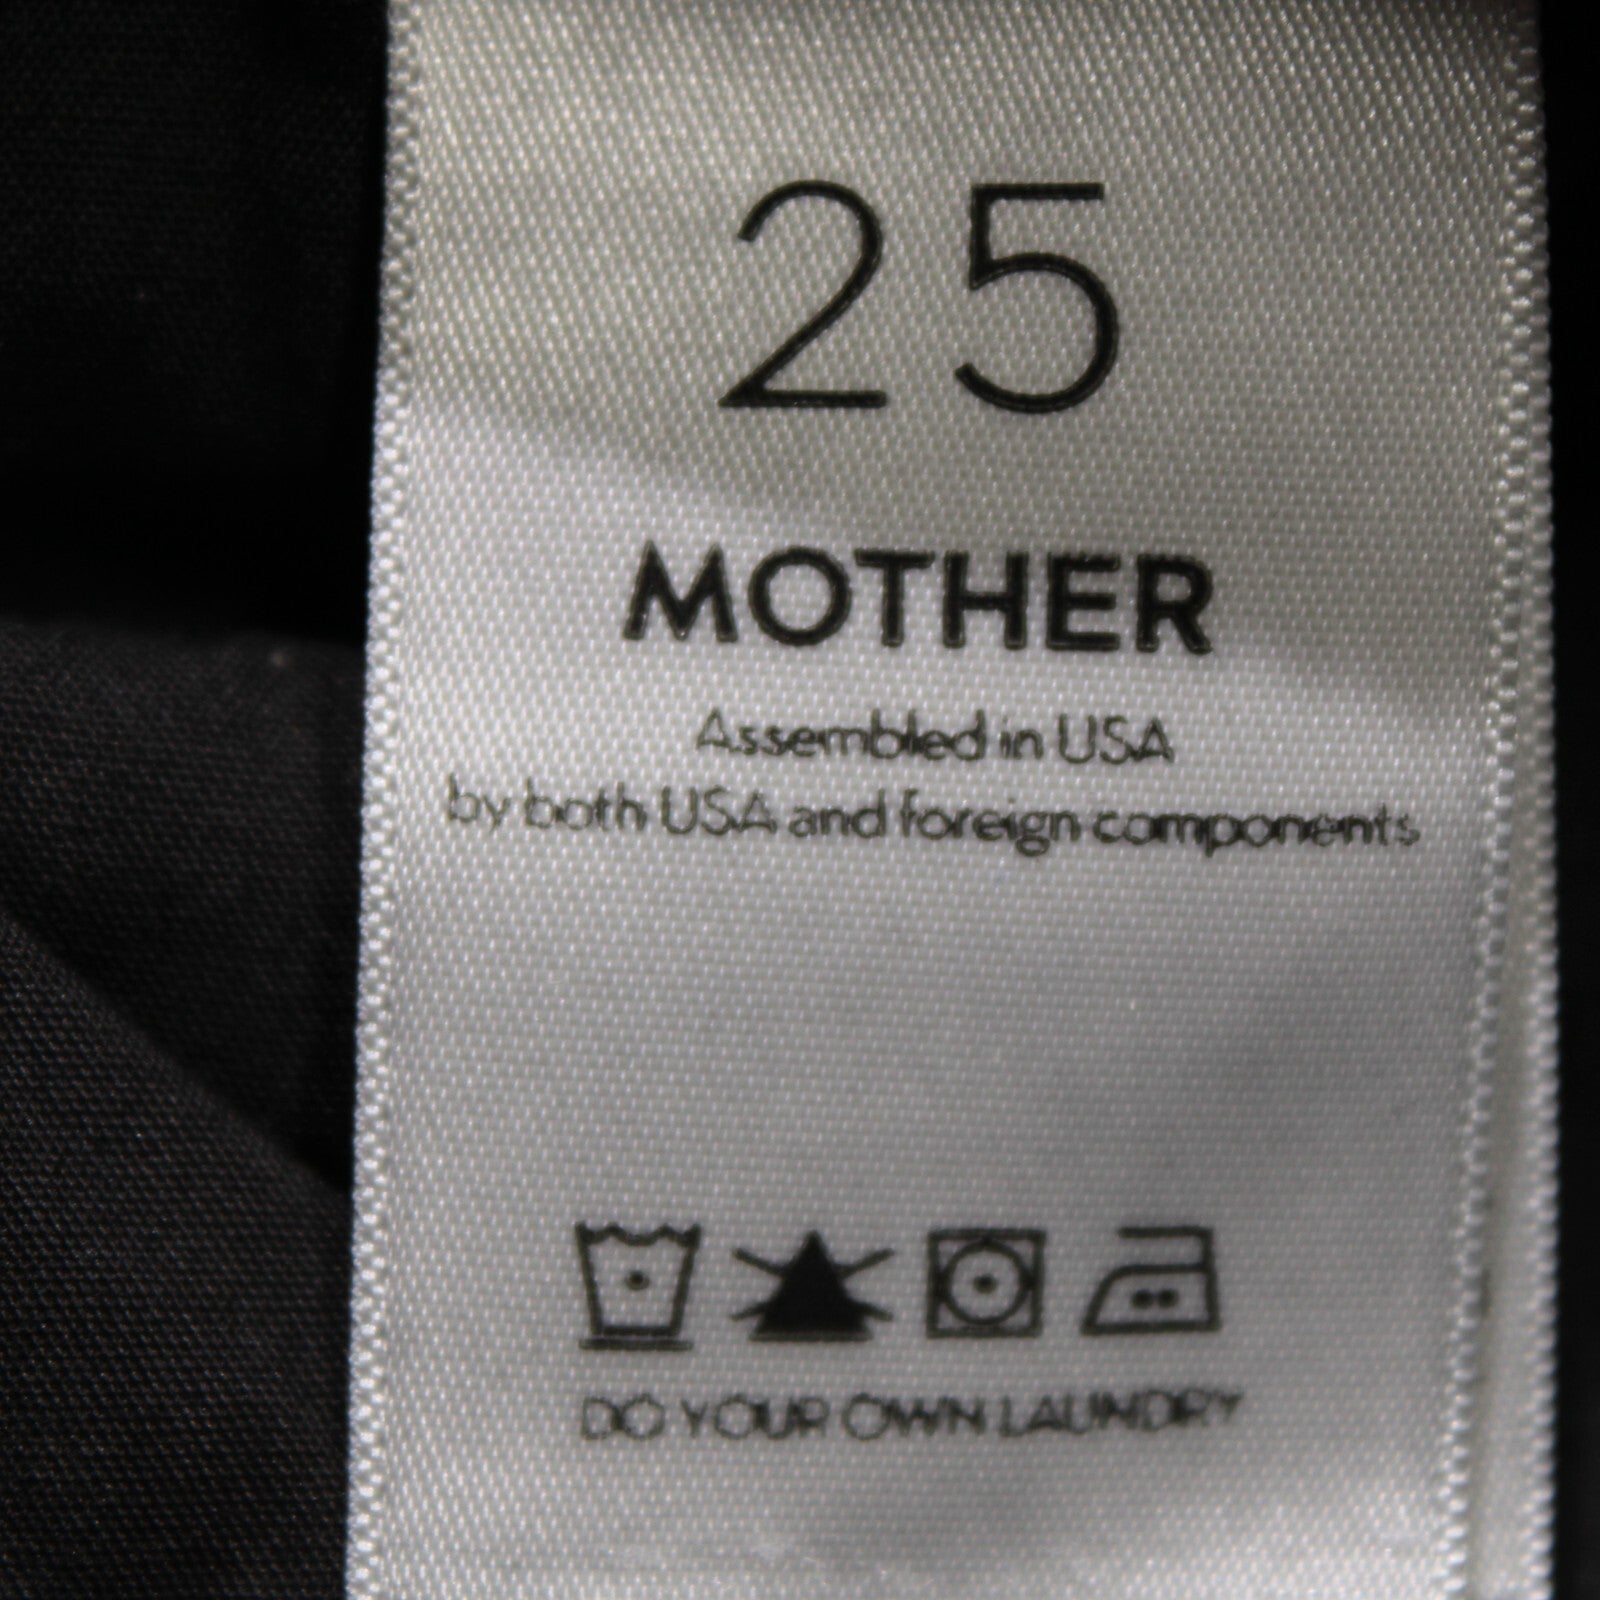 25
MOTHER
Assembled in USA
by both USA and foreign components
DO YOUR OWN LAUNDRY